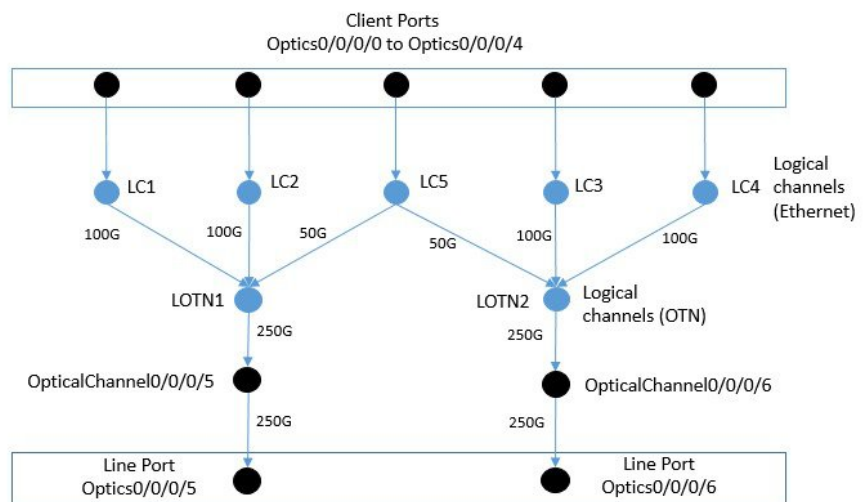 Client Ports
Optics0/0/0/0 to Optics0/0/0/4
LC1
LC2
LC5
LC3
LC4
Logical
channels
(Ethernet)
100G
100G
50G
50G
100G
100G
LOTN1
LOTN2
Logical
channels (OTN)
250G
250G
OpticalChannel0/0/0/5
OpticalChannel0/0/0/6
250G
250G
Line Port
Optics0/0/0/5
Line Port
Optics0/0/0/6